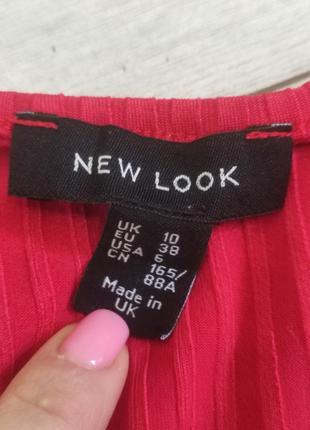 NEW LOOK
UK 10
EU 38
USA 6
CN 165/
88A
Made in
UK